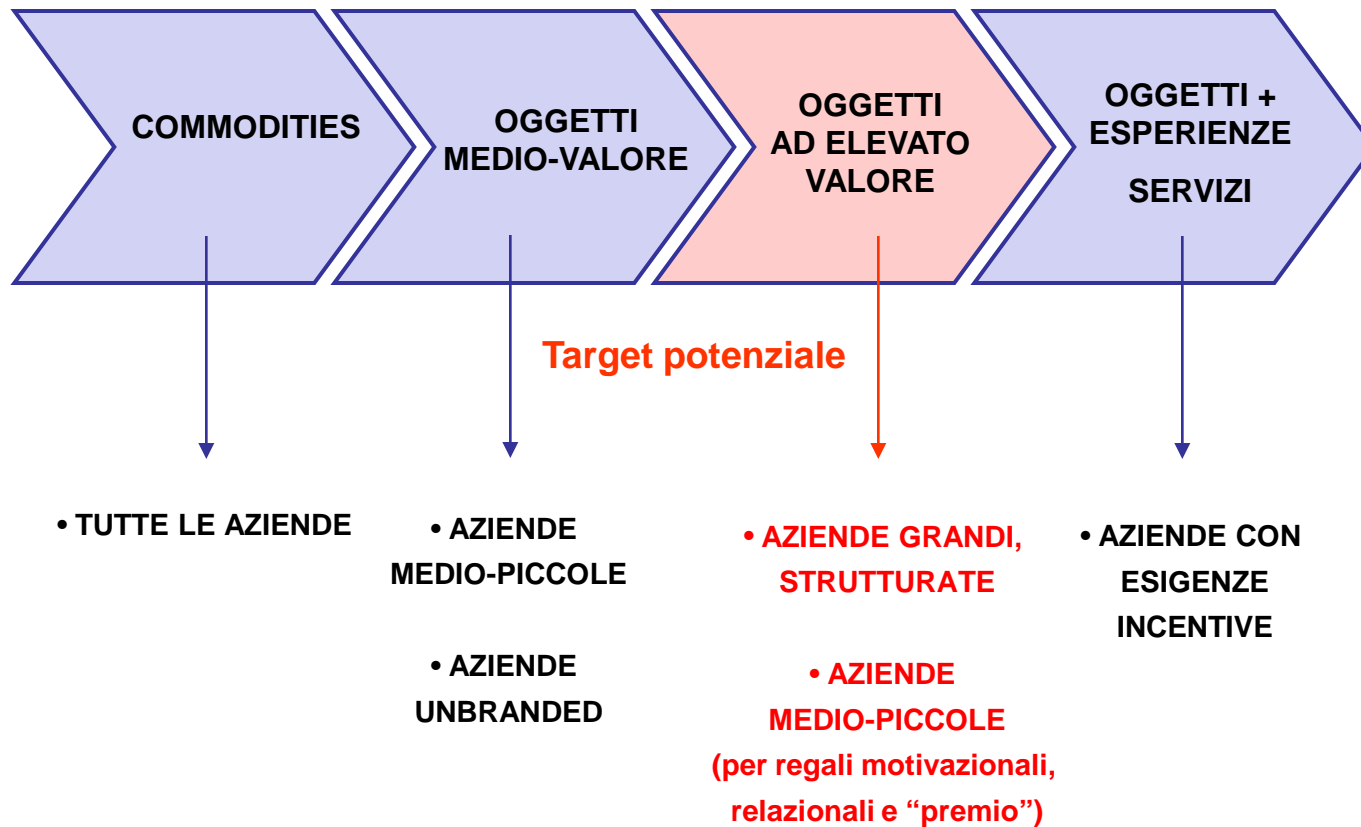 COMMODITIES
OGGETTI
MEDIO-VALORE
OGGETTI
AD ELEVATO
VALORE
OGGETTI +
ESPERIENZE
SERVIZI
Target potenziale
• TUTTE LE AZIENDE
• AZIENDE
MEDIO-PICCOLE
• AZIENDE
UNBRANDED
• AZIENDE GRANDI,
STRUTTURATE
• AZIENDE
MEDIO-PICCOLE
(per regali motivazionali,
relazionali e “premio”)
• AZIENDE CON
ESIGENZE
INCENTIVE